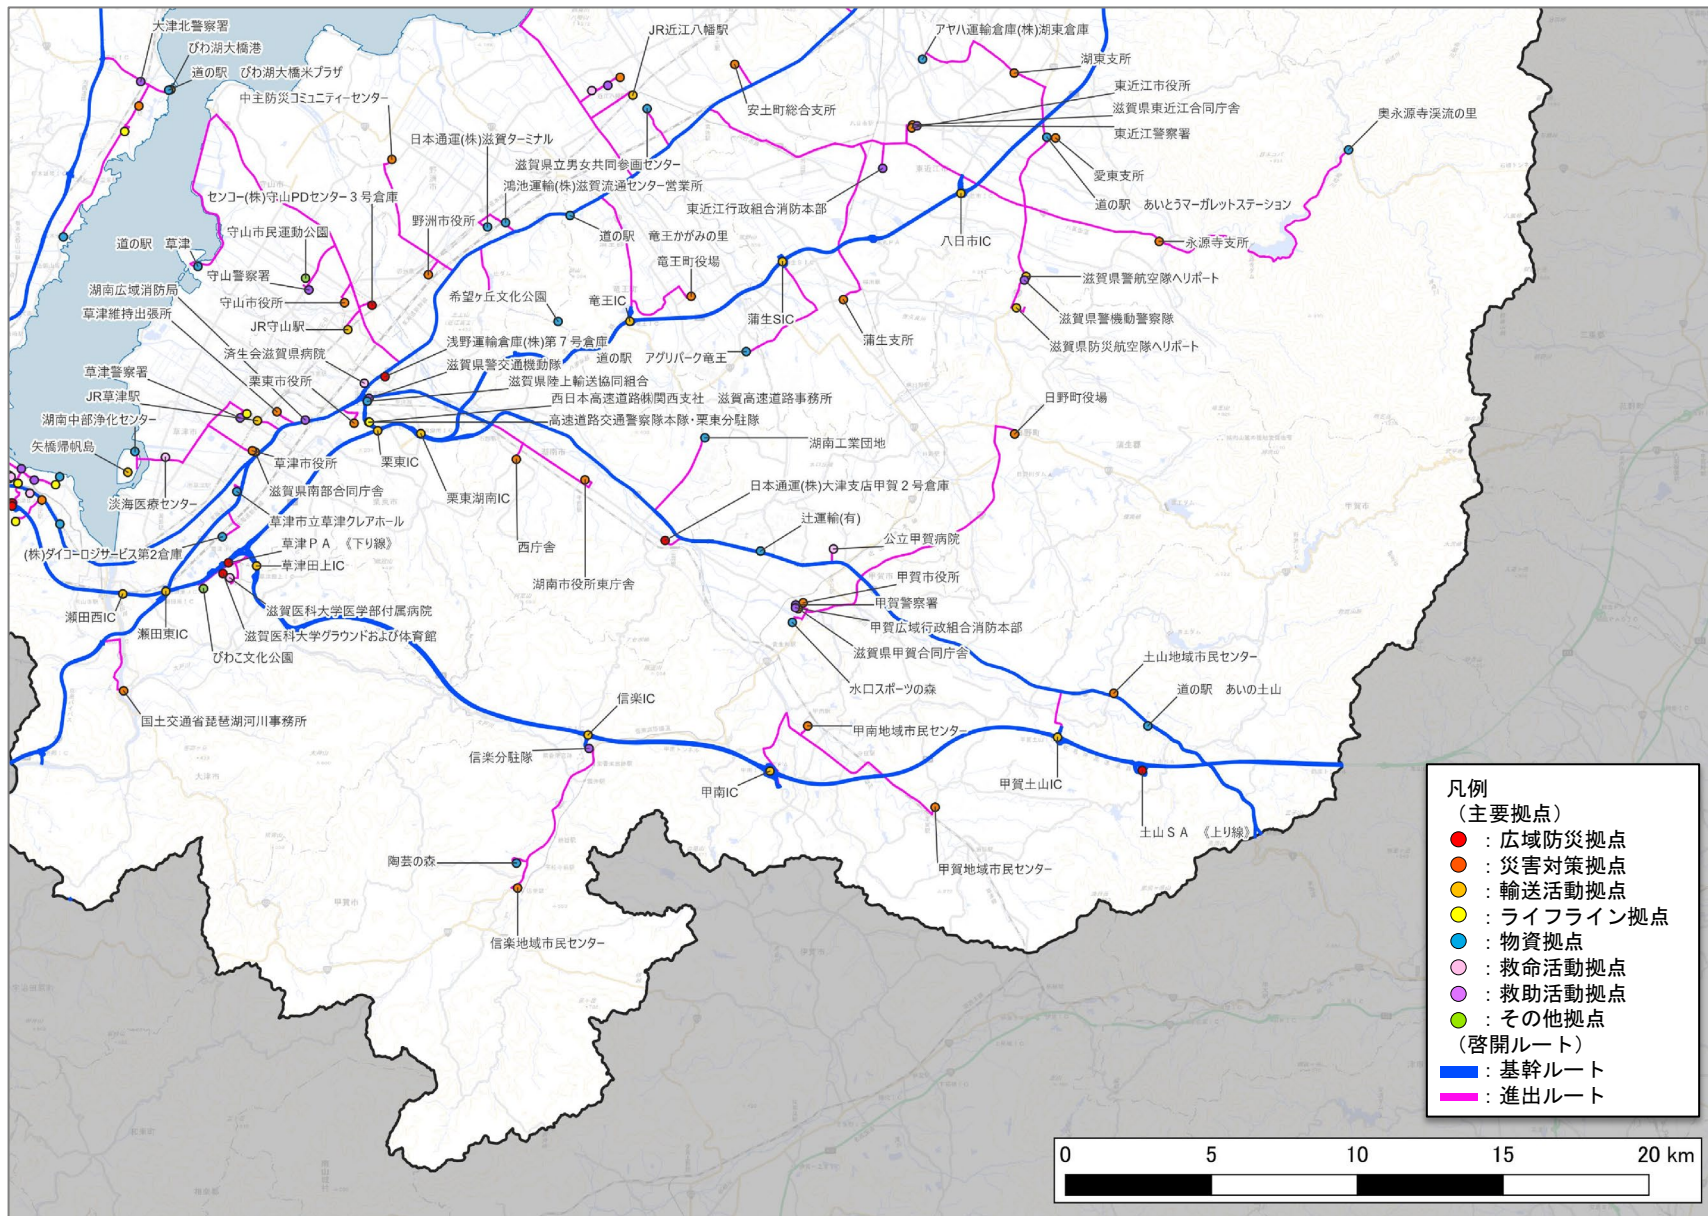 大津北警察署
びわ湖大橋港
道の駅　びわ湖大橋米プラザ
中主防災コミュニティーセンター
JR近江八幡駅
アヤハ運輸倉庫(株)湖東倉庫
湖東支所
安土町総合支所
東近江市役所
滋賀県東近江合同庁舎
東近江警察署
奥永源寺渓流の里
日本通運(株)滋賀ターミナル
滋賀県立男女共同参画センター
鴻池運輸(株)滋賀流通センター営業所
センコー(株)守山PDセンター３号倉庫
愛東支所
東近江行政組合消防本部
道の駅　あいとうマーガレットステーション
野洲市役所
守山市民運動公園
道の駅　草津
道の駅　竜王かがみの里
八日市IC
永源寺支所
守山警察署
竜王町役場
滋賀県警航空隊ヘリポート
湖南広域消防局
守山市役所
希望ヶ丘文化公園
竜王IC
草津維持出張所
蒲生SIC
滋賀県警機動警察隊
JR守山駅
蒲生支所
滋賀県防災航空隊ヘリポート
済生会滋賀県病院
浅野運輸倉庫(株)第７号倉庫
道の駅　アグリパーク竜王
滋賀県警交通機動隊
草津警察署
栗東市役所
滋賀県陸上輸送協同組合
JR草津駅
西日本高速道路㈱関西支社　滋賀高速道路事務所
日野町役場
湖南中部浄化センター
高速道路交通警察隊本隊・栗東分駐隊
矢橋帰帆島
湖南工業団地
草津市役所
栗東IC
滋賀県南部合同庁舎
栗東湖南IC
日本通運(株)大津支店甲賀２号倉庫
淡海医療センター
草津市立草津クレアホール
辻運輸(有)
(株)ダイコーロジサービス第2倉庫
草津ＰＡ　《下り線》
西庁舎
公立甲賀病院
草津田上IC
湖南市役所東庁舎
甲賀市役所
甲賀警察署
滋賀医科大学医学部付属病院
瀬田西IC
甲賀広域行政組合消防本部
瀬田東IC
滋賀医科大学グラウンドおよび体育館
びわこ文化公園
滋賀県甲賀合同庁舎
土山地域市民センター
水口スポーツの森
道の駅　あいの土山
信楽IC
国土交通省琵琶湖河川事務所
甲南地域市民センター
信楽分駐隊
甲南IC
甲賀土山IC
土山ＳＡ　《上り線》
陶芸の森
甲賀地域市民センター
信楽地域市民センター
凡例
（主要拠点）
：広域防災拠点
：災害対策拠点
：輸送活動拠点
：ライフライン拠点
：物資拠点
：救命活動拠点
：救助活動拠点
：その他拠点
（啓開ルート）
：基幹ルート
：進出ルート
0 5 10 15 20 km